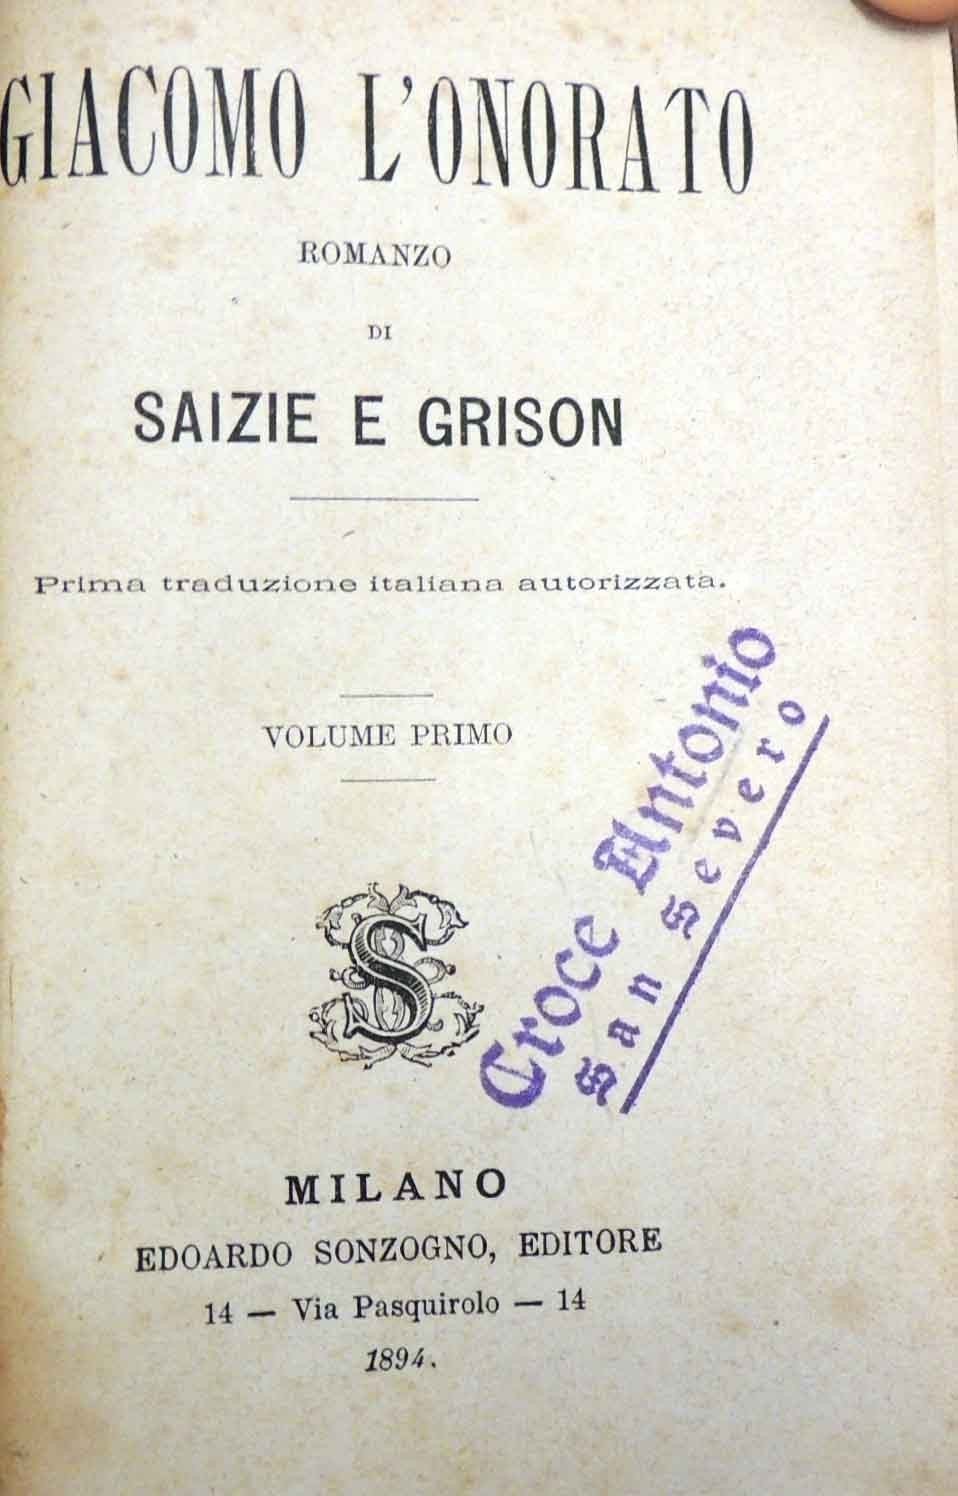 GIACOMO L'ONORATO
ROMANZO
DI
SAIZIE E GRISON
Prima traduzione italiana autorizzata.
VOLUME PRIMO
S
Croce Antonio
San Severo
MILANO
EDOARDO SONZOGNO, EDITORE
14 — Via Pasquirolo — 14
1894.